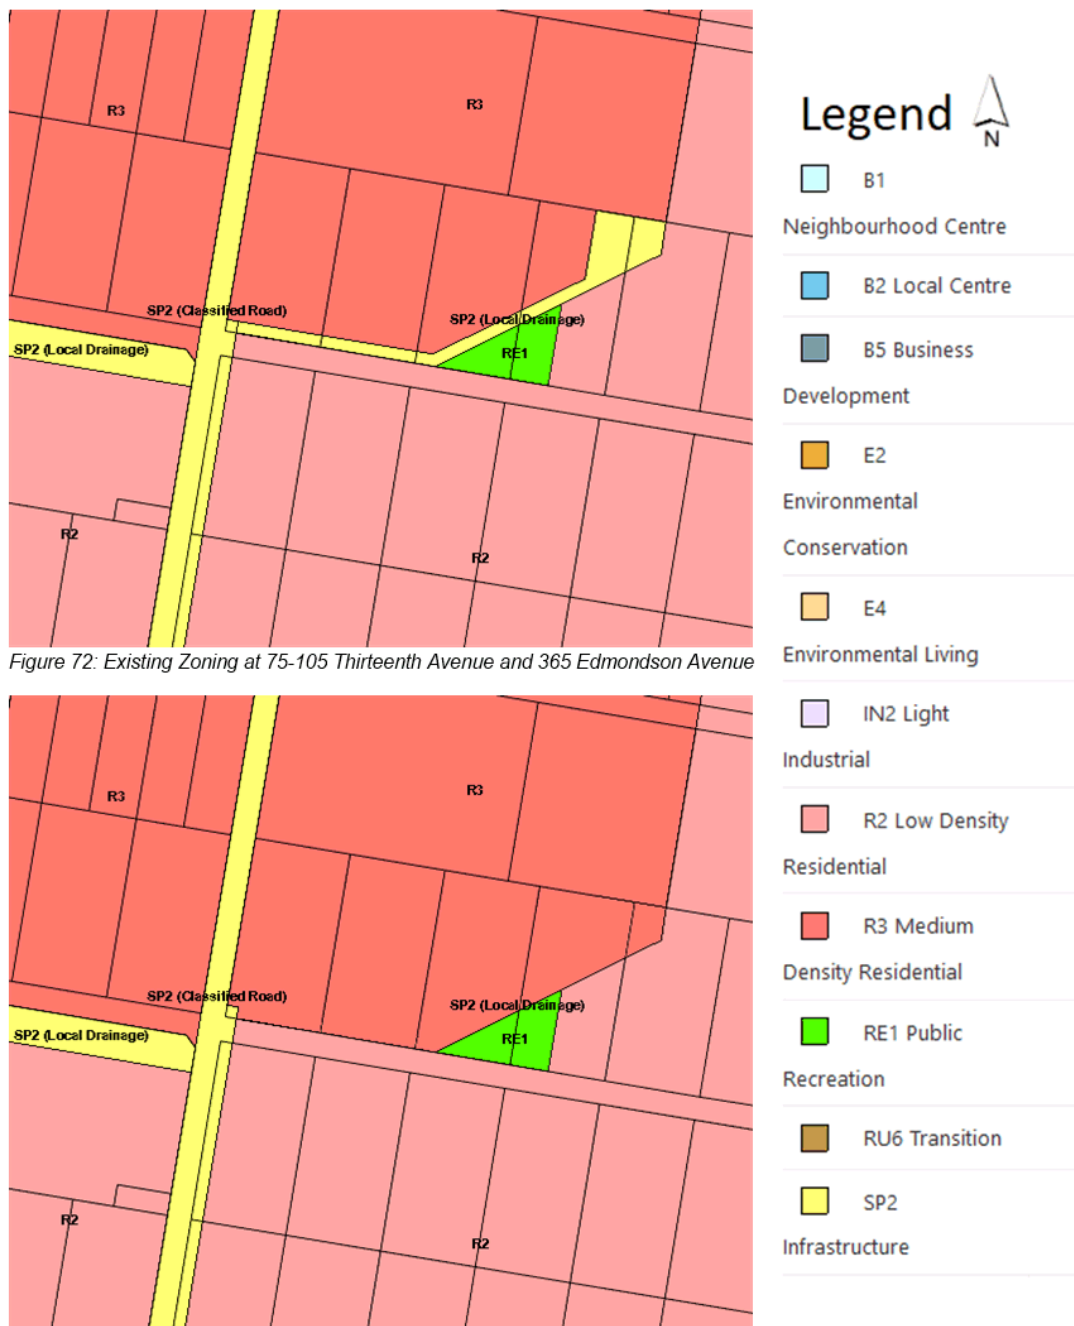 R3
R3
SP2 (Classified Road)
SP2 (Local Drainage)
SP2 (Local Drainage)
RE1
R2
R2
Figure 72: Existing Zoning at 75-105 Thirteenth Avenue and 365 Edmondson Avenue
R3
R3
SP2 (Classified Road)
SP2 (Local Drainage)
SP2 (Local Drainage)
RE1
R2
R2
Legend
N
B1
Neighbourhood Centre
B2 Local Centre
B5 Business
Development
E2
Environmental
Conservation
E4
Environmental Living
IN2 Light
Industrial
R2 Low Density
Residential
R3 Medium
Density Residential
RE1 Public
Recreation
RU6 Transition
SP2
Infrastructure